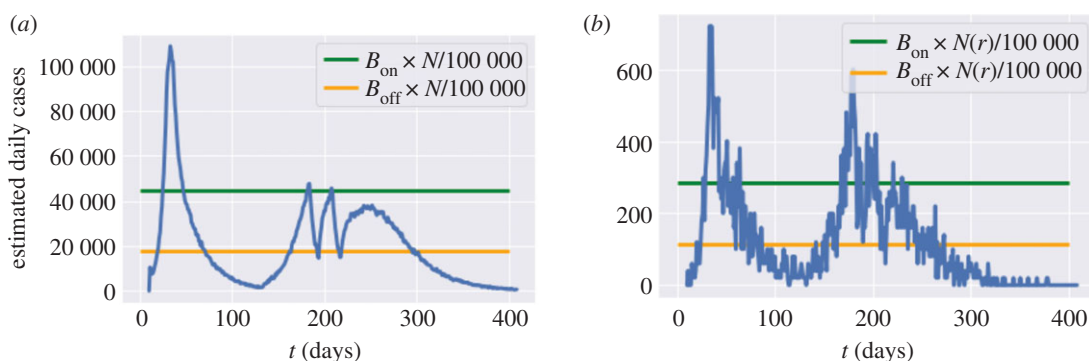 (a)
estimated daily cases
100 000
80 000
60 000
40 000
20 000
0
B_on × N/100 000
B_off × N/100 000
0 100 200 300 400
t (days)
(b)
600
400
200
0
B_on × N(r)/100 000
B_off × N(r)/100 000
0 100 200 300 400
t (days)